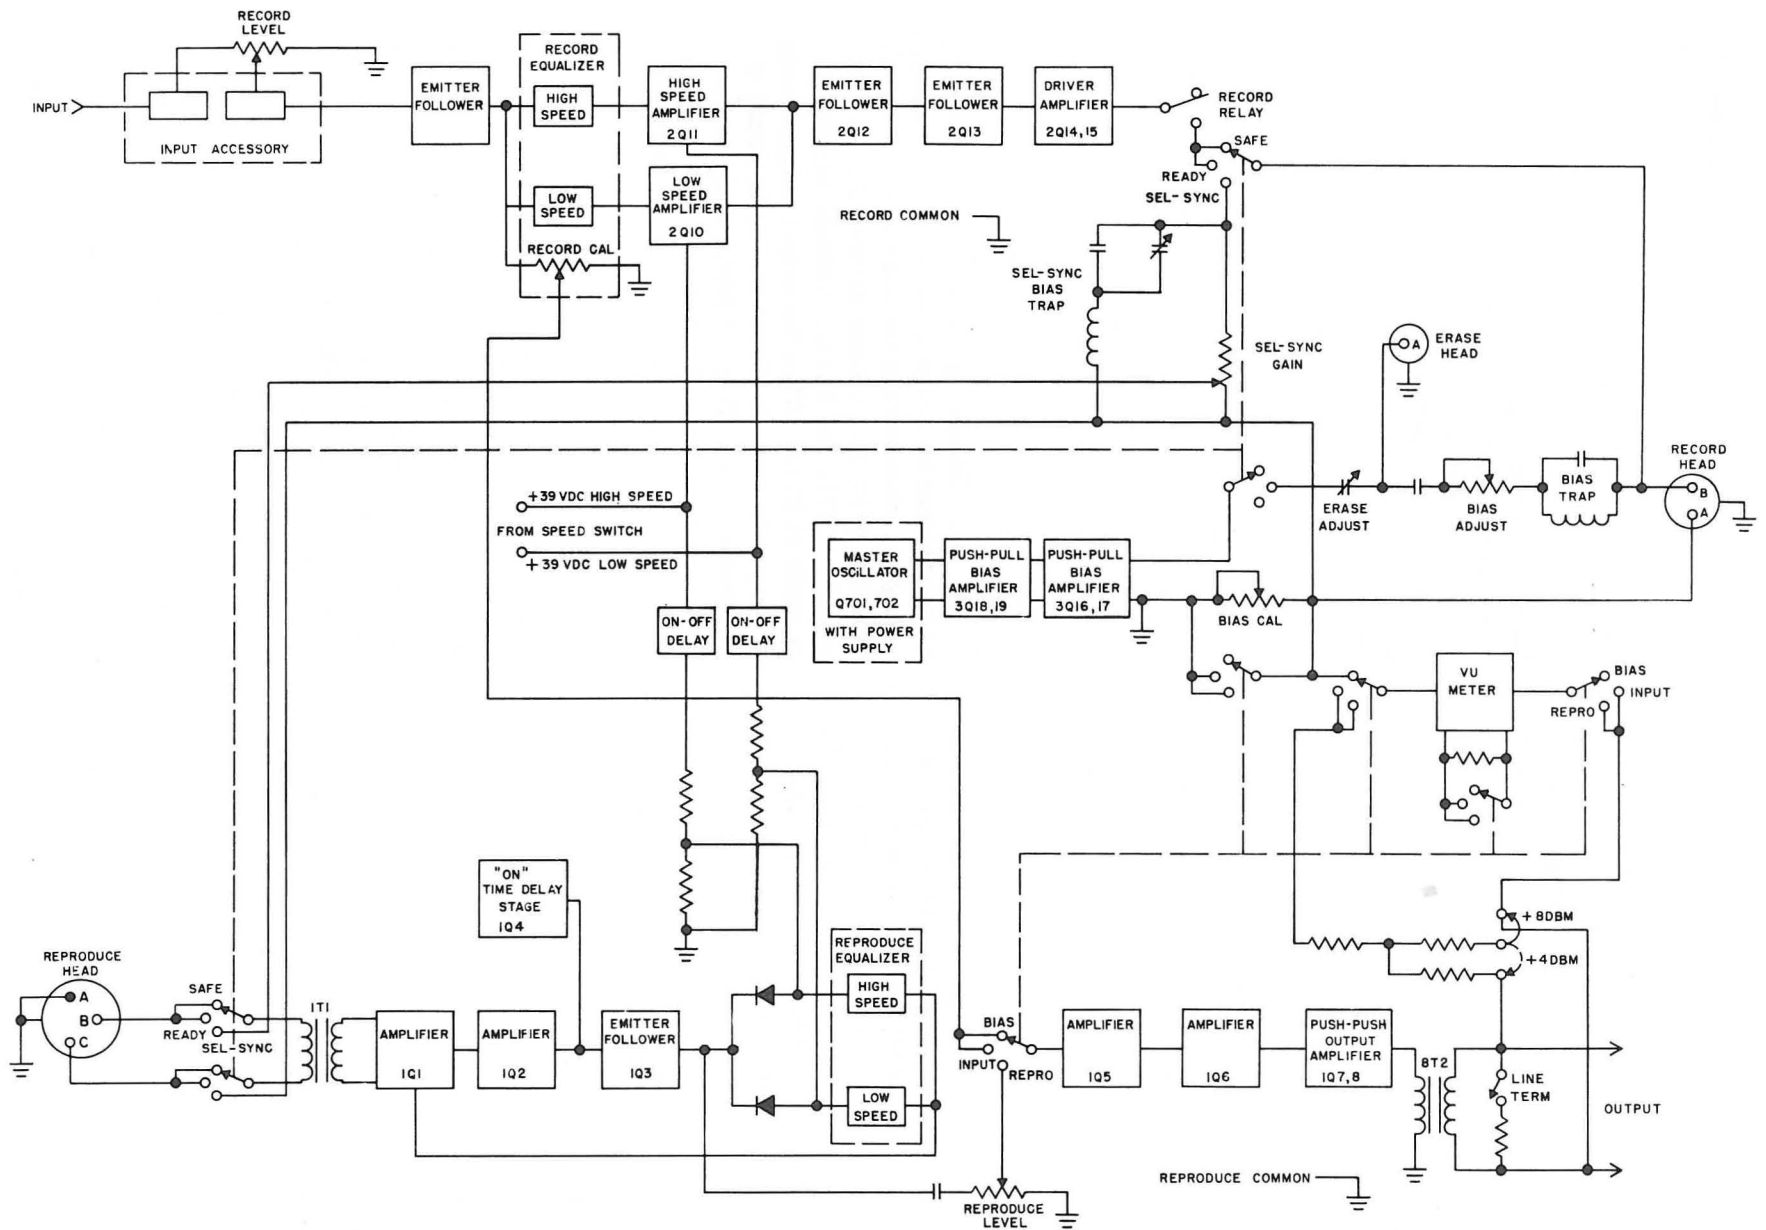 RECORD
LEVEL
INPUT
INPUT ACCESSORY
EMITTER
FOLLOWER
RECORD
EQUALIZER
HIGH
SPEED
LOW
SPEED
RECORD CAL
HIGH
SPEED
AMPLIFIER
2Q11
LOW
SPEED
AMPLIFIER
2Q10
EMITTER
FOLLOWER
2Q12
EMITTER
FOLLOWER
2Q13
DRIVER
AMPLIFIER
2Q14,15
RECORD
RELAY
SAFE
READY
SEL-SYNC
RECORD COMMON
SEL-SYNC
BIAS
TRAP
SEL-SYNC
GAIN
A
ERASE
HEAD
RECORD
HEAD
B
A
ERASE
ADJUST
BIAS
ADJUST
BIAS
TRAP
+39 VDC HIGH SPEED
FROM SPEED SWITCH
+39 VDC LOW SPEED
MASTER
OSCILLATOR
Q701,702
WITH POWER
SUPPLY
PUSH-PULL
BIAS
AMPLIFIER
3Q18,19
PUSH-PULL
BIAS
AMPLIFIER
3Q16,17
BIAS CAL
ON-OFF
DELAY
ON-OFF
DELAY
VU
METER
BIAS
INPUT
REPRO
"ON"
TIME DELAY
STAGE
1Q4
+8DBM
+4DBM
REPRODUCE
HEAD
A
B
C
SAFE
READY
SEL-SYNC
1T1
AMPLIFIER
1Q1
AMPLIFIER
1Q2
EMITTER
FOLLOWER
1Q3
REPRODUCE
EQUALIZER
HIGH
SPEED
LOW
SPEED
BIAS
INPUT
REPRO
AMPLIFIER
1Q5
AMPLIFIER
1Q6
PUSH-PUSH
OUTPUT
AMPLIFIER
1Q7,8
8T2
LINE
TERM
OUTPUT
REPRODUCE
LEVEL
REPRODUCE COMMON